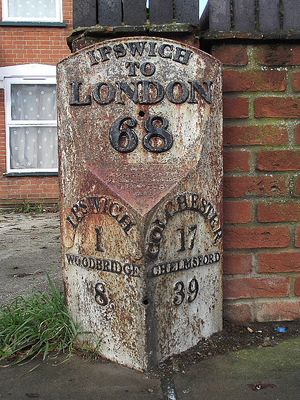 IPSWICH
TO
LONDON
68
IPSWICH
1
WOODBRIDGE
8
COLCHESTER
17
CHELMSFORD
39